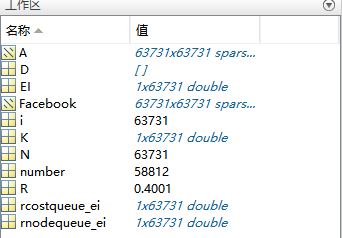 工作区
名称 值
A 63731x63731 spars...
D [ ]
EI 1x63731 double
Facebook 63731x63731 spars...
i 63731
K 1x63731 double
N 63731
number 58812
R 0.4001
rcostqueue_ei 1x63731 double
rnodequeue_ei 1x63731 double